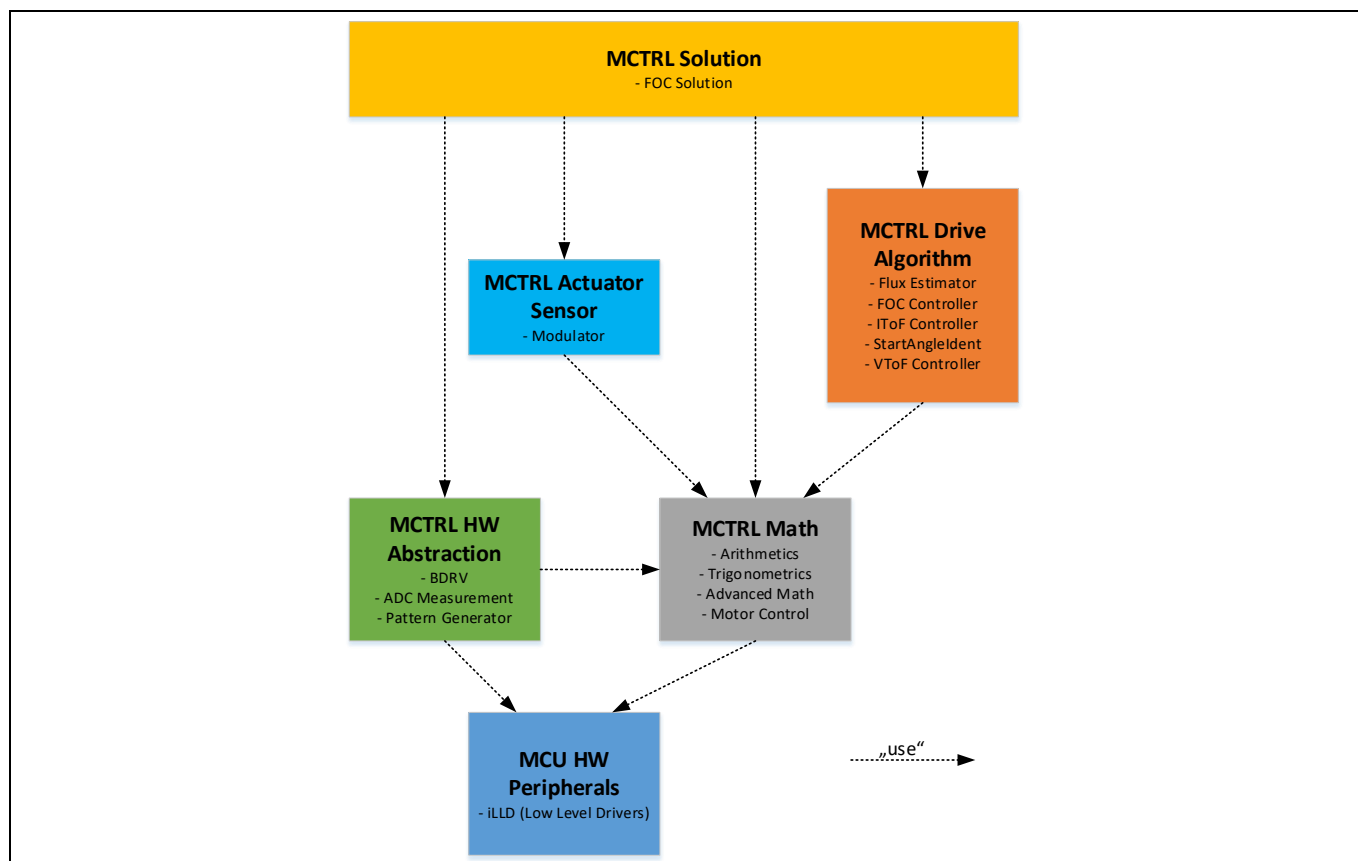 MCTRL Solution
- FOC Solution
MCTRL Drive
Algorithm
- Flux Estimator
- FOC Controller
- IToF Controller
- StartAngleIdent
- VToF Controller
MCTRL Actuator
Sensor
- Modulator
MCTRL HW
Abstraction
- BDRV
- ADC Measurement
- Pattern Generator
MCTRL Math
- Arithmetics
- Trigonometrics
- Advanced Math
- Motor Control
MCU HW
Peripherals
- iLLD (Low Level Drivers)
„use“